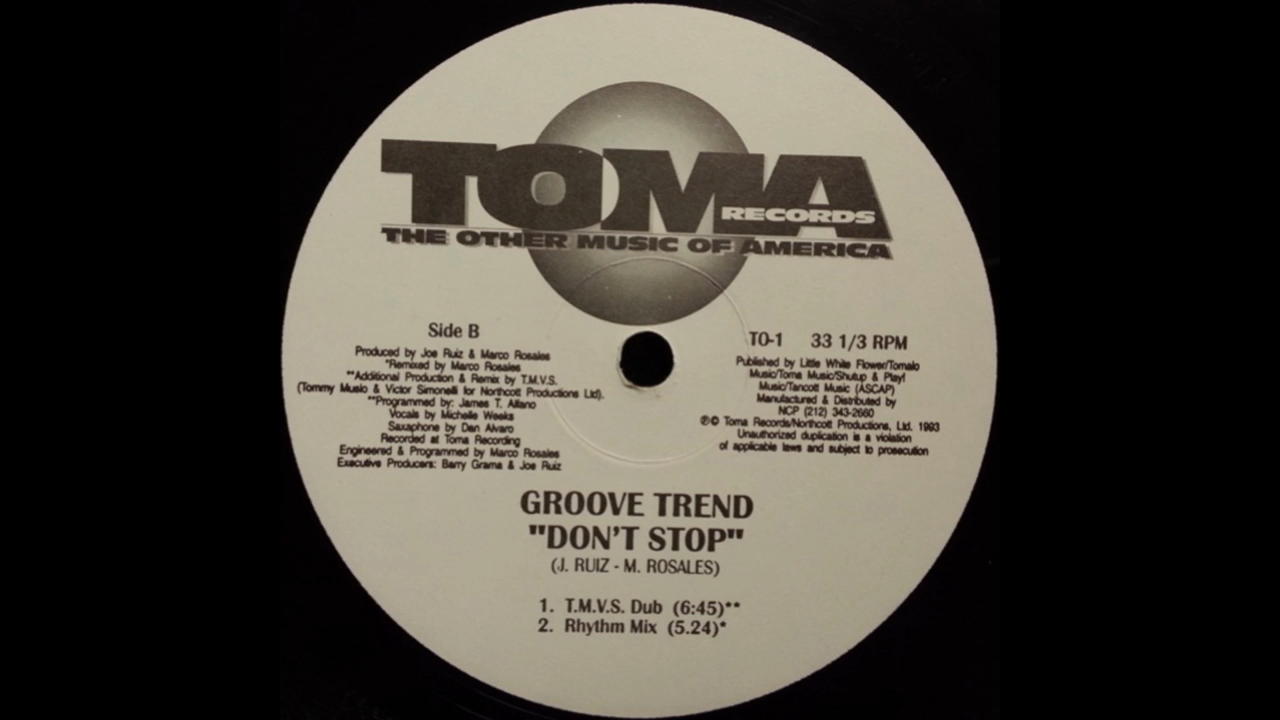 TOMA
RECORDS
THE OTHER MUSIC OF AMERICA
Side B
Produced by Joe Ruiz & Marco Rosales
*Remixed by Marco Rosales
**Additional Production & Remix by T.M.V.S.
(Tommy Musto & Victor Simonelli for Northcott Productions Ltd).
**Programmed by: James T. Alfano
Vocals by Michelle Weeks
Saxaphone by Dan Alvaro
Recorded at Toma Recording
Engineered & Programmed by Marco Rosales
Executive Producers: Barry Grama & Joe Ruiz
TO-1 33 1/3 RPM
Published by Little White Flower/Tomato
Music/Toma Music/Shutup & Play!
Music/Tancott Music (ASCAP)
Manufactured & Distributed by
NCP (212) 343-2660
℗© Toma Records/Northcott Productions, Ltd. 1993
Unauthorized duplication is a violation
of applicable laws and subject to prosecution
GROOVE TREND
"DON'T STOP"
(J. RUIZ - M. ROSALES)
1. T.M.V.S. Dub (6:45)**
2. Rhythm Mix (5.24)*